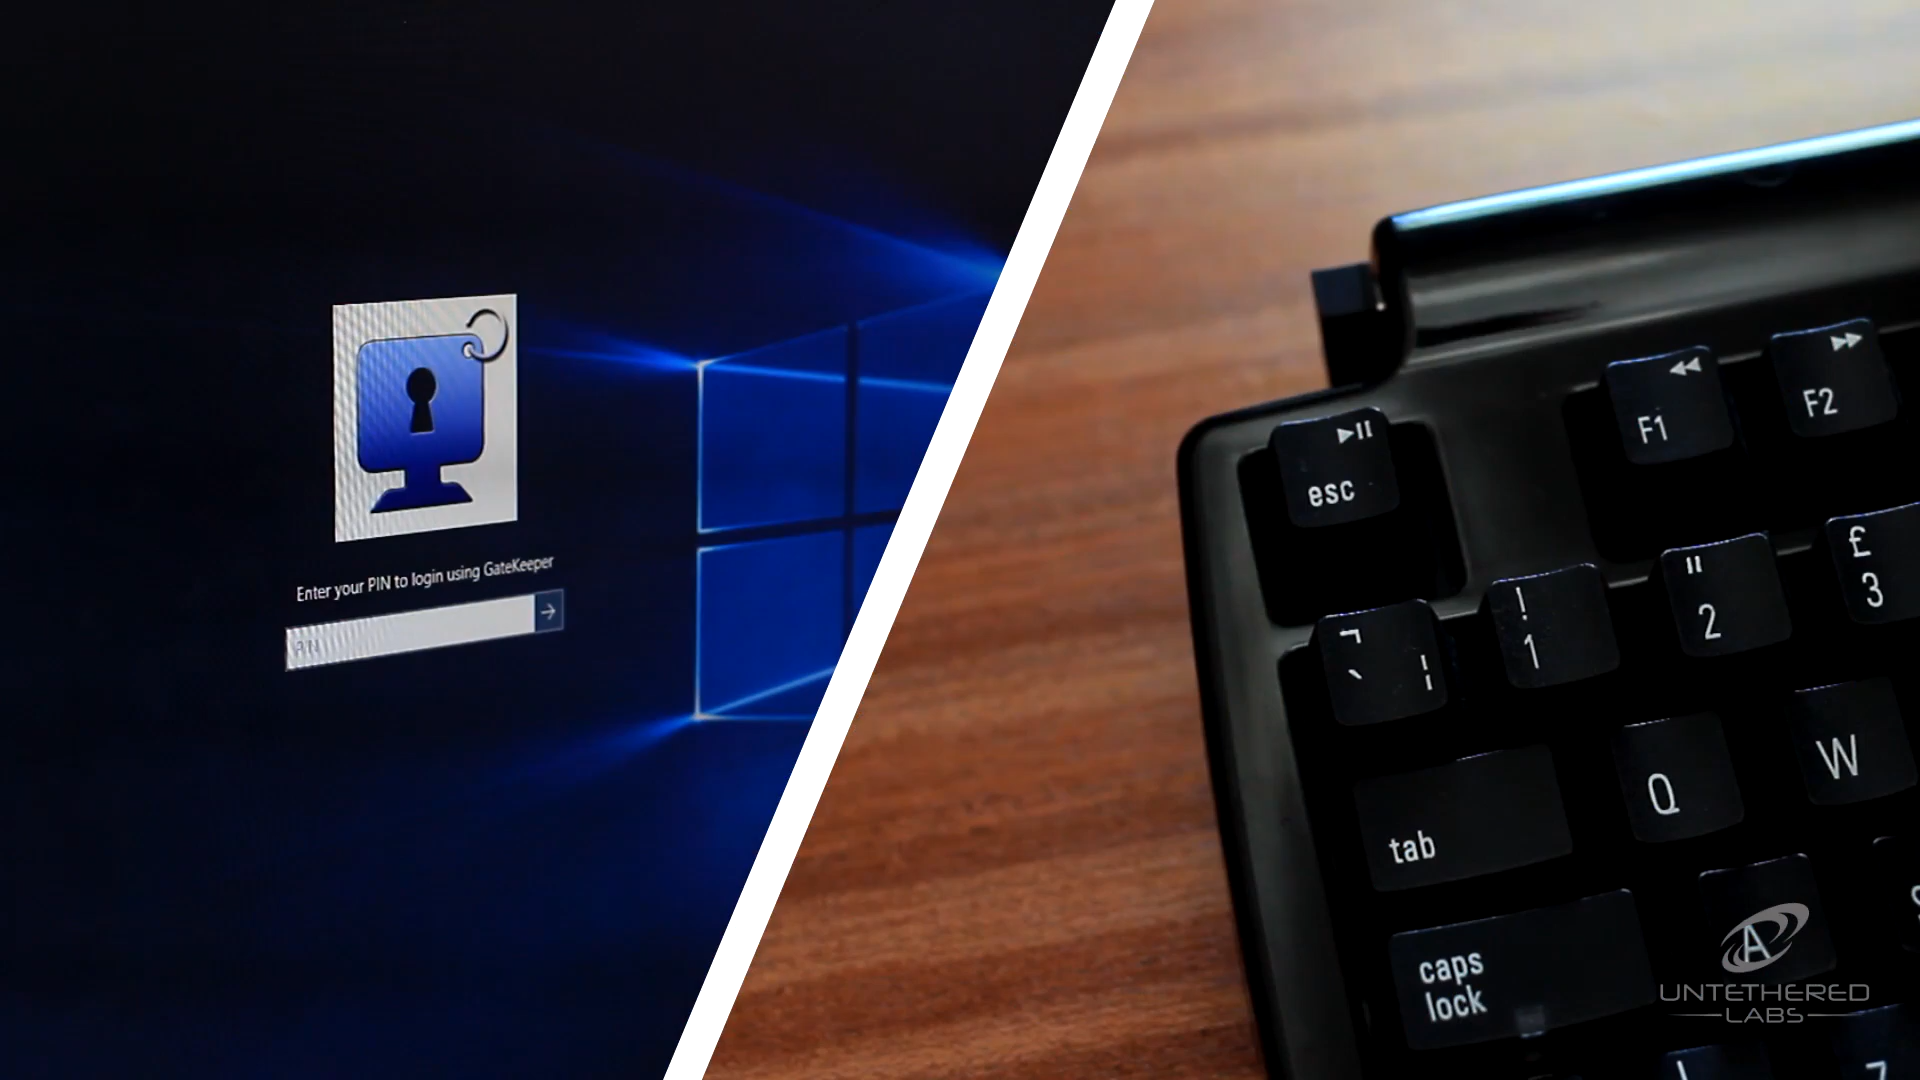 Enter your PIN to login using GateKeeper
PIN
esc
F1
F2
! 1
" 2
£ 3
¬ ` ¦
tab
Q
W
caps
lock
A
UNTETHERED
LABS